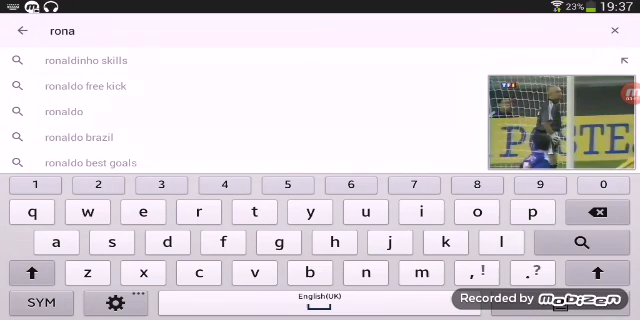 23% 19:37
rona ×
ronaldinho skills
ronaldo free kick
TF1
ronaldo
ronaldo brazil
ronaldo best goals
1 2 3 4 5 6 7 8 9 0
q w e r t y u i o p
a s d f g h j k l
z x c v b n m ,! .?
SYM
English(UK)
Recorded by mobizen